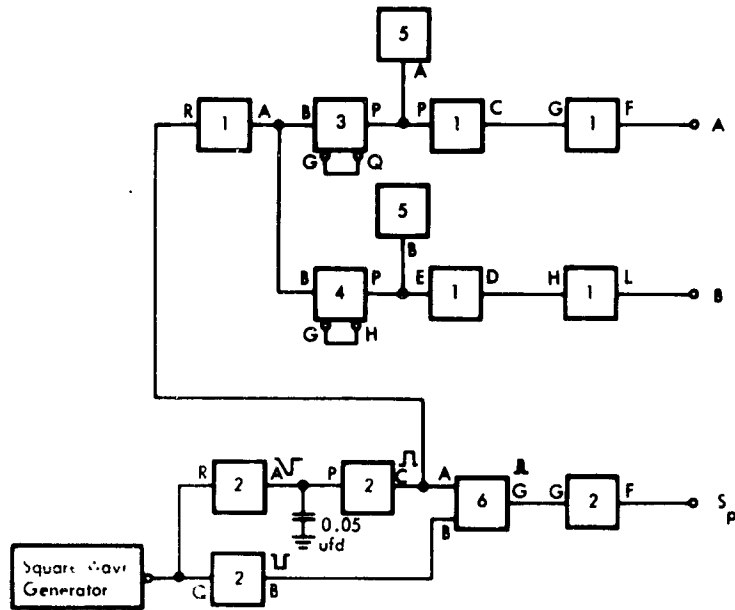 5
A
R 1 A B 3 P P 1 C G 1 F A
G Q
5
B
B 4 P E 1 D H 1 L B
G H
R 2 A P 2 C A 6 G G 2 F Sp
B
0.05
ufd
Square
Generator
2 B